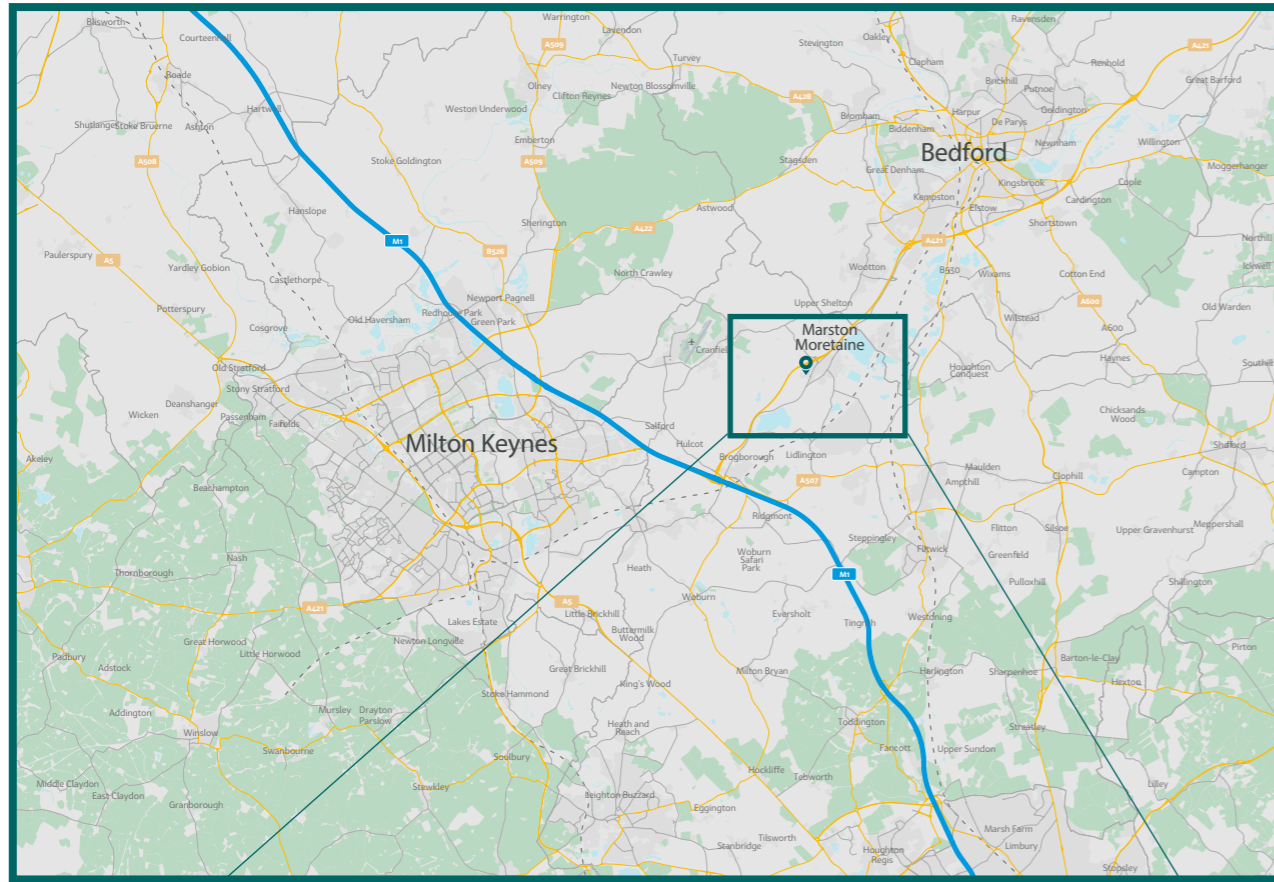 Blisworth
Courteenhall
Warrington
Lavendon
Ravensden
Oakley
A509
Stevington
A421
Turvey
Clapham
Renhold
Roade
Olney
Newton Blossomville
Brickhill
Great Barford
Putnoe
Clifton Reynes
A428
Hartwell
Weston Underwood
Harpur
Goldington
Bromham
De Parys
Shutlanger
Stoke Bruerne
Ashton
Biddenham
Emberton
Newnham
Willington
Bedford
A508
Stoke Goldington
A509
Stagsden
Moggerhanger
Great Denham
Kingsbrook
Cople
Kempston
Cardington
Hanslope
Astwood
Elstow
Sherington
Shortstown
A422
M1
A421
Northill
Paulerspury
A5
B526
Yardley Gobion
Wootton
B530
Ickwell
North Crawley
Wixams
Cotton End
Castlethorpe
Newport Pagnell
A600
Potterspury
Upper Shelton
Old Warden
Redhouse Park
Old Haversham
Green Park
Wilstead
Cosgrove
Marston
Moretaine
A600
Cranfield
Haynes
Southill
Old Stratford
Houghton
Conquest
Stony Stratford
Deanshanger
Wicken
Passenham
Chicksands
Wood
Salford
Milton Keynes
Hulcot
Shefford
Akeley
Brogborough
Lidlington
Maulden
Clophill
Campton
A507
Ampthill
Beachampton
Ridgmont
Flitton
Silsoe
Upper Gravenhurst
Meppershall
Steppingley
Nash
Woburn
Safari
Park
Flitwick
Greenfield
Thornborough
Heath
M1
Pulloxhill
Shillington
Woburn
A421
A5
Little Brickhill
Eversholt
Westoning
Lakes Estate
Tingrith
Buttermilk
Wood
Great Horwood
Newton Longville
Pirton
Padbury
Little Horwood
Barton-le-Clay
Adstock
Great Brickhill
Milton Bryan
Harlington
Sharpenhoe
Hexton
King's Wood
Stoke Hammond
Addington
Mursley
Drayton
Parslow
Heath and
Reach
Toddington
Streatley
Winslow
Swanbourne
Fancott
Upper Sundon
Soulbury
Hockliffe
Tebworth
Middle Claydon
Stewkley
Lilley
East Claydon
Leighton Buzzard
Granborough
Eggington
Marsh Farm
Tilsworth
Limbury
Stanbridge
Houghton
Regis
Stopsley